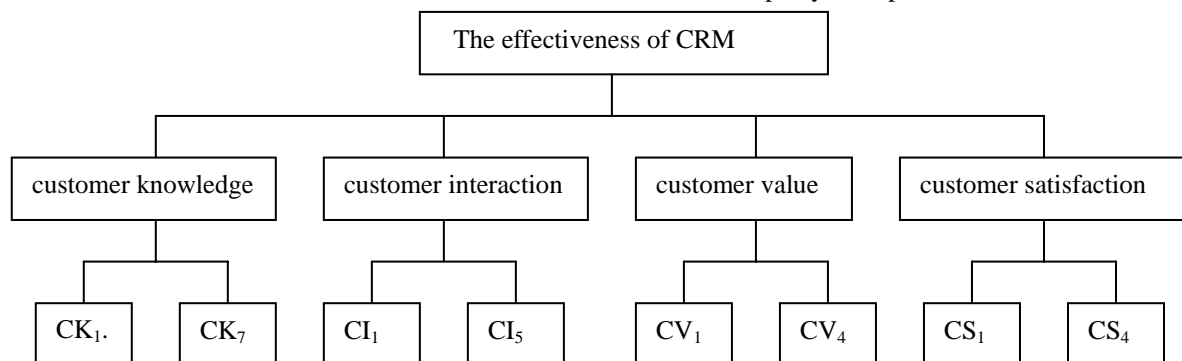 The effectiveness of CRM
customer knowledge customer interaction customer value customer satisfaction
CK₁. CK₇ CI₁ CI₅ CV₁ CV₄ CS₁ CS₄